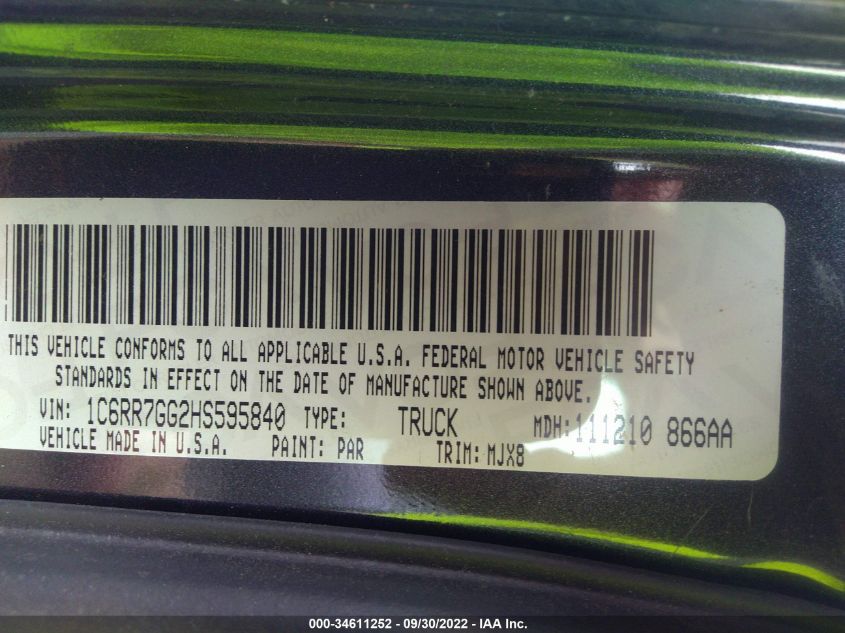 THIS VEHICLE CONFORMS TO ALL APPLICABLE U.S.A. FEDERAL MOTOR VEHICLE SAFETY
STANDARDS IN EFFECT ON THE DATE OF MANUFACTURE SHOWN ABOVE.
VIN: 1C6RR7GG2HS595840 TYPE: TRUCK MDH: 111210 866AA
VEHICLE MADE IN U.S.A. PAINT: PAR TRIM: MJX8
000-34611252 - 09/30/2022 - IAA Inc.